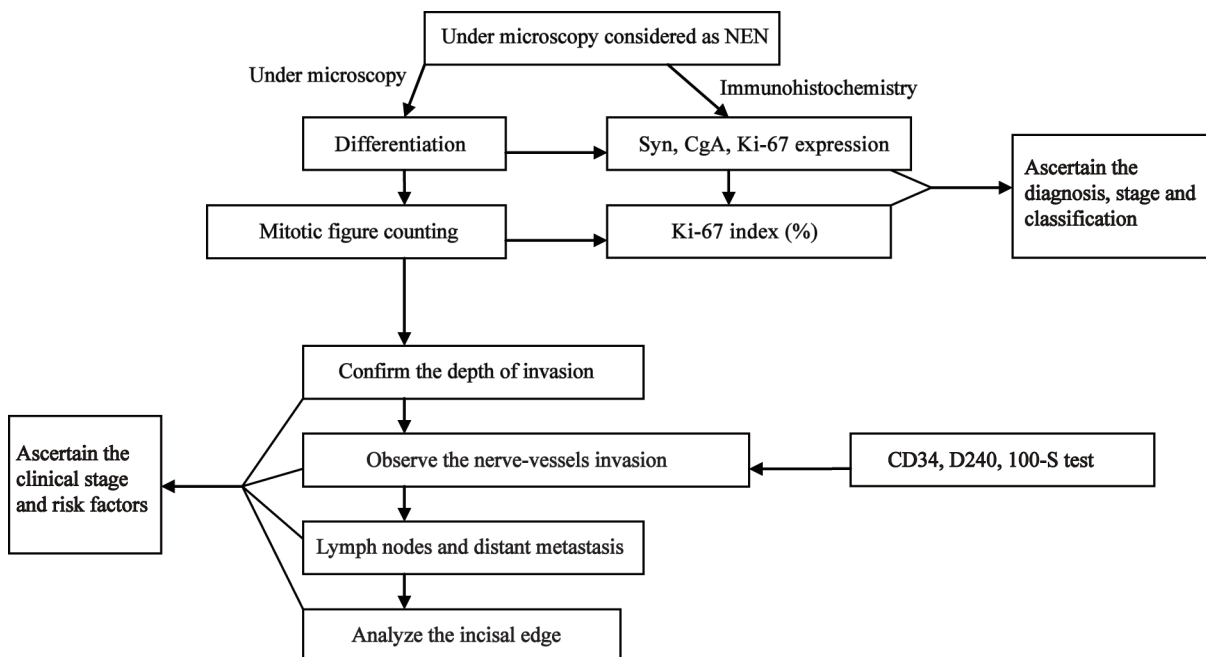 Under microscopy considered as NEN
Under microscopy
Immunohistochemistry
Differentiation
Syn, CgA, Ki-67 expression
Ascertain the
diagnosis, stage and
classification
Mitotic figure counting
Ki-67 index (%)
Confirm the depth of invasion
Ascertain the
clinical stage
and risk factors
Observe the nerve-vessels invasion
CD34, D240, 100-S test
Lymph nodes and distant metastasis
Analyze the incisal edge